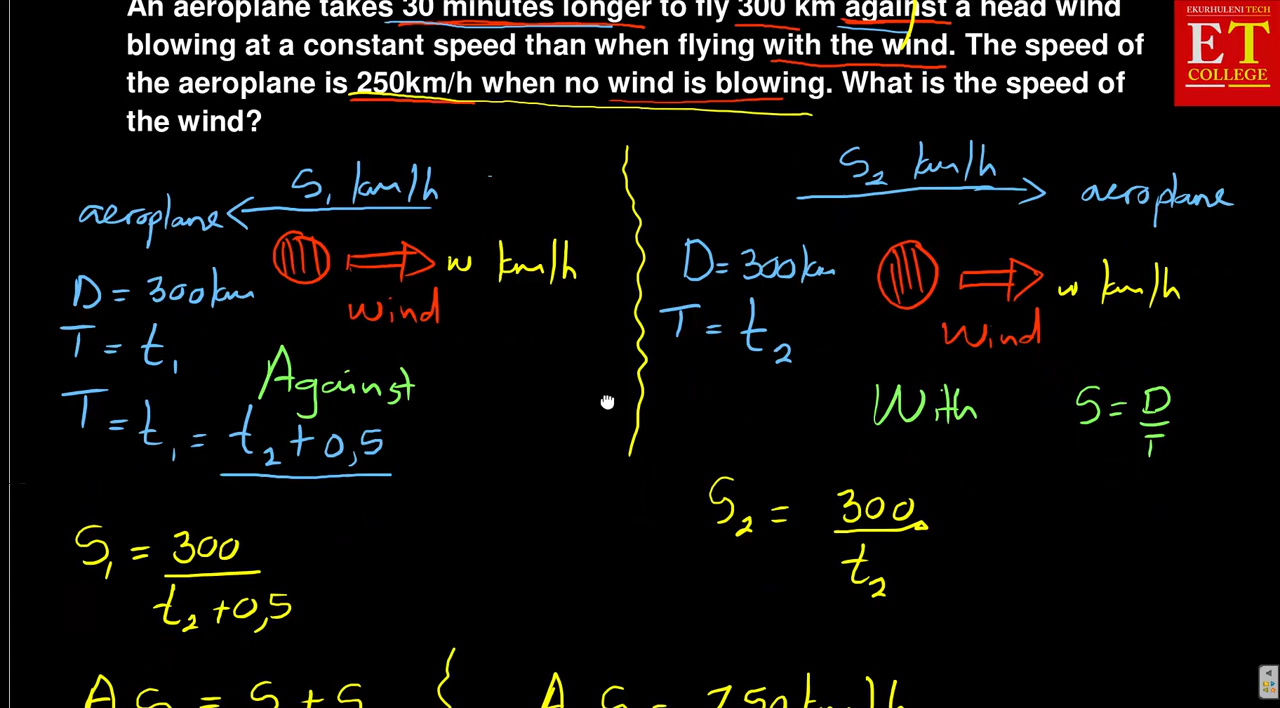 An aeroplane takes 30 minutes longer to fly 300 km against a head wind
blowing at a constant speed than when flying with the wind. The speed of
the aeroplane is 250km/h when no wind is blowing. What is the speed of
the wind?
EKURHULENI TECH
ET
COLLEGE
S₁ km/h
aeroplane
w km/h
wind
D = 300km
T = t₁
Against
T = t₁ = t₂ + 0,5
S₁ = 300 / t₂ + 0,5
S₂ km/h
aeroplane
D = 300km
w km/h
Wind
T = t₂
With
S = D / T
S₂ = 300 / t₂